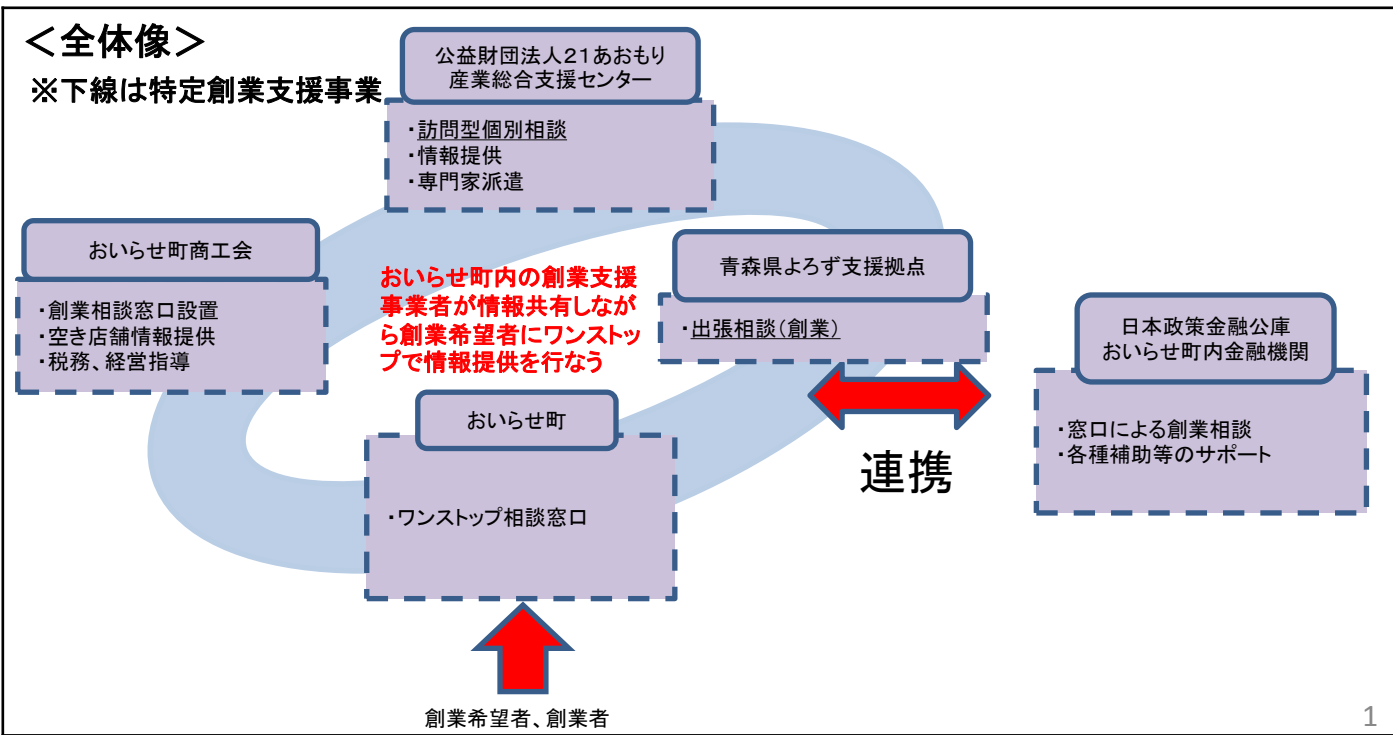 ＜全体像＞
※下線は特定創業支援事業
公益財団法人21あおもり
産業総合支援センター
・訪問型個別相談
・情報提供
・専門家派遣
おいらせ町商工会
・創業相談窓口設置
・空き店舗情報提供
・税務、経営指導
おいらせ町内の創業支援
事業者が情報共有しなが
ら創業希望者にワンストッ
プで情報提供を行なう
青森県よろず支援拠点
・出張相談（創業）
日本政策金融公庫
おいらせ町内金融機関
・窓口による創業相談
・各種補助等のサポート
連携
おいらせ町
・ワンストップ相談窓口
創業希望者、創業者
1